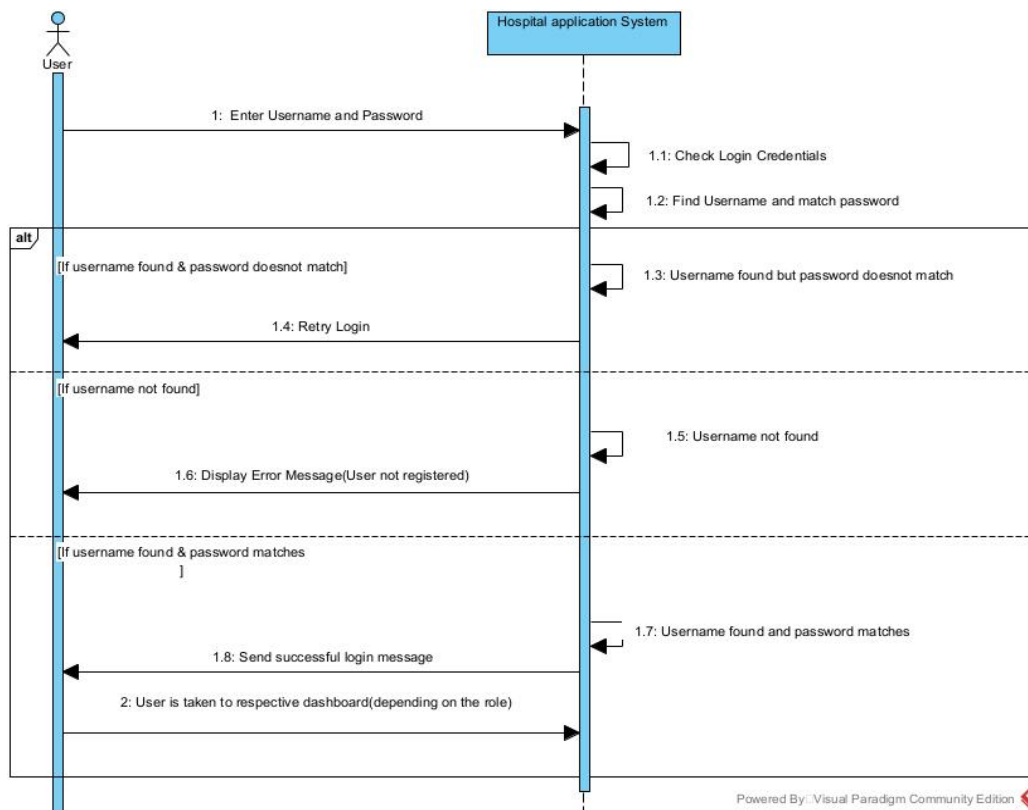 Hospital application System
User
1: Enter Username and Password
1.1: Check Login Credentials
1.2: Find Username and match password
alt
[If username found & password doesnot match]
1.3: Username found but password doesnot match
1.4: Retry Login
[If username not found]
1.5: Username not found
1.6: Display Error Message(User not registered)
[If username found & password matches
]
1.7: Username found and password matches
1.8: Send successful login message
2: User is taken to respective dashboard(depending on the role)
Powered By Visual Paradigm Community Edition